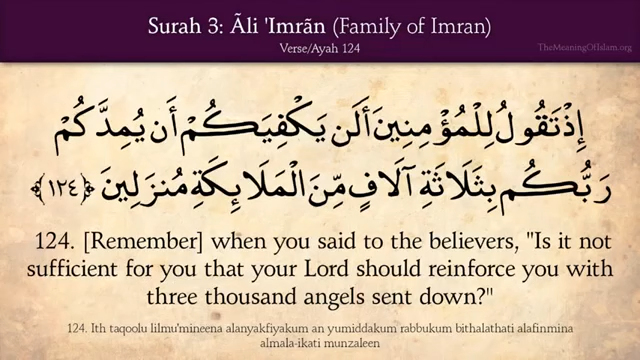 Surah 3: Ãli 'Imrãn (Family of Imran)
Verse/Ayah 124
TheMeaningOfIslam.org
إِذْ تَقُولُ لِلْمُؤْمِنِينَ أَلَن يَكْفِيَكُمْ أَن يُمِدَّكُمْ
رَبُّكُم بِثَلَاثَةِ آلَافٍ مِّنَ الْمَلَائِكَةِ مُنزَلِينَ ﴿١٢٤﴾
124. [Remember] when you said to the believers, "Is it not
sufficient for you that your Lord should reinforce you with
three thousand angels sent down?"
124. Ith taqoolu lilmu'mineena alanyakfiyakum an yumiddakum rabbukum bithalathati alafinmina
almala-ikati munzaleen